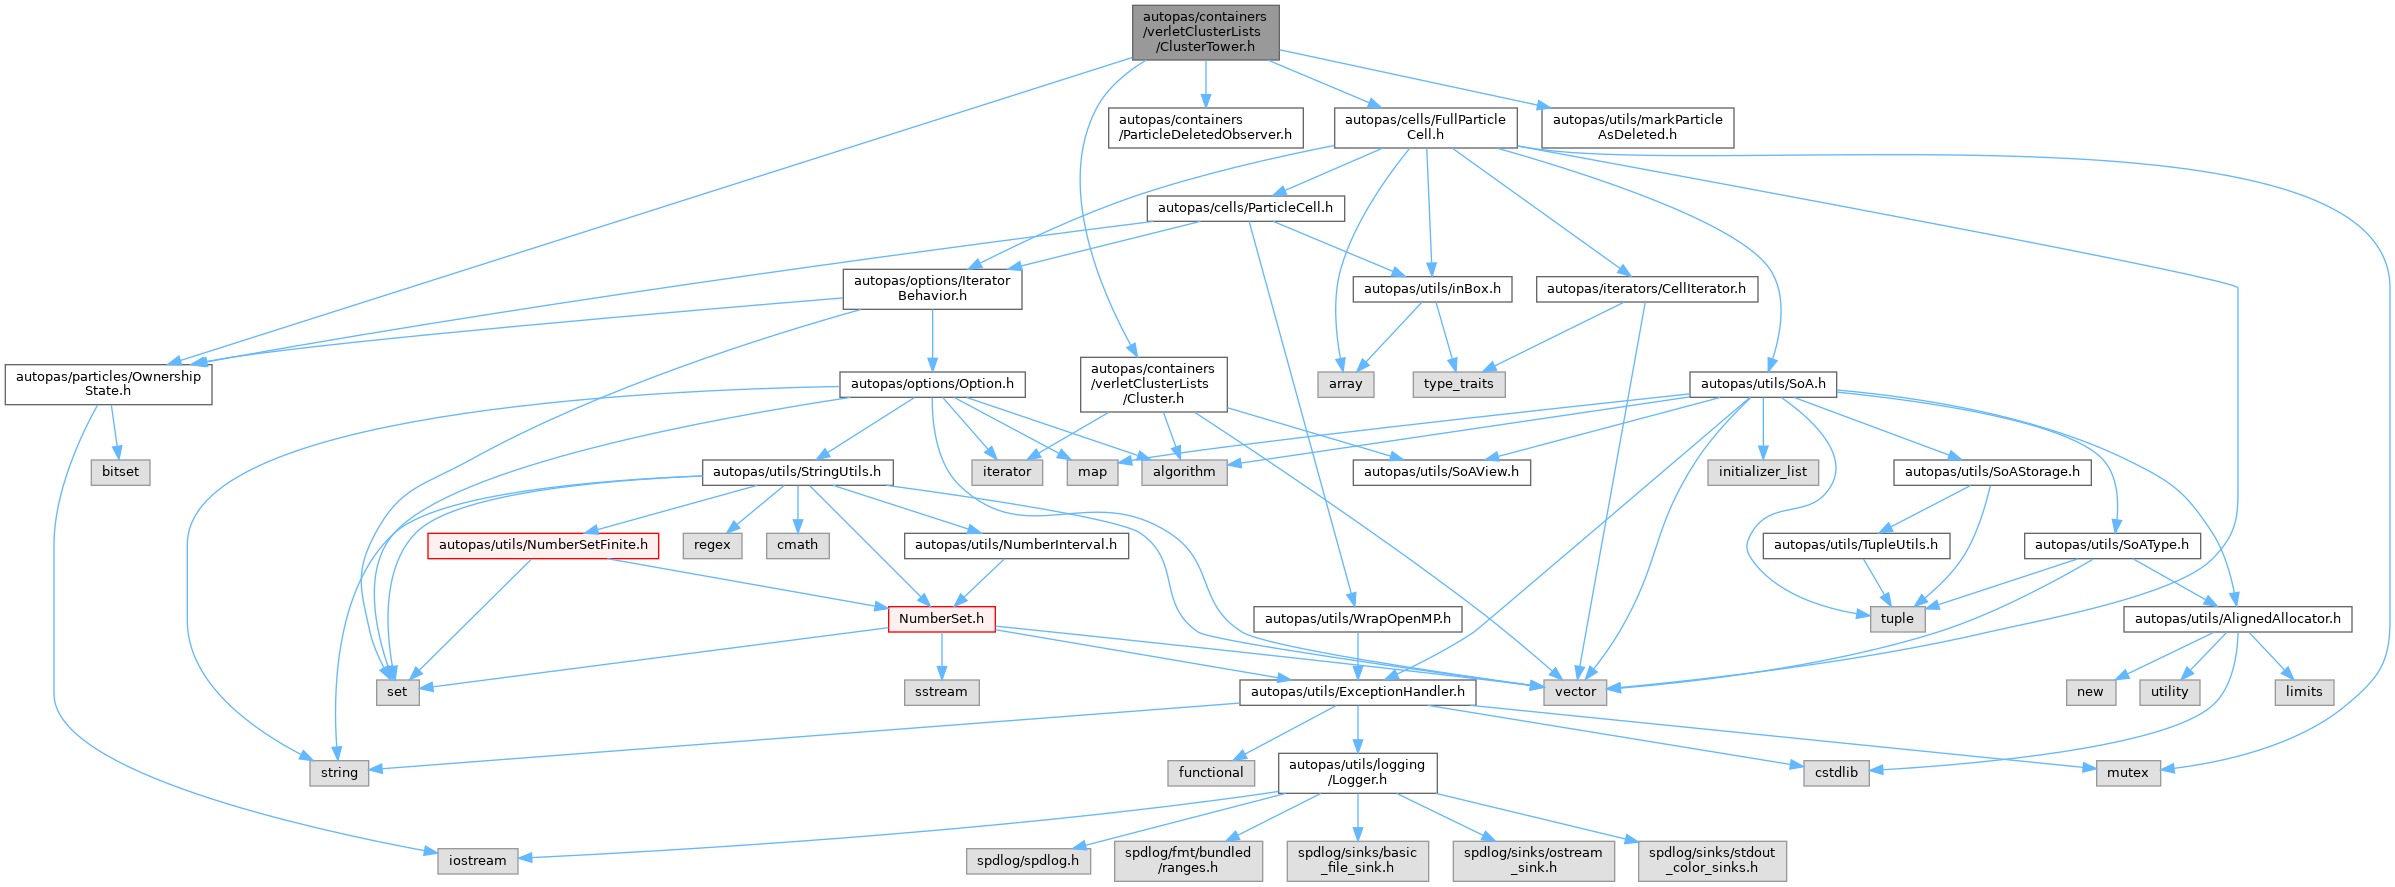 autopas/containers
/verletClusterLists
/ClusterTower.h
autopas/containers
/ParticleDeletedObserver.h
autopas/cells/FullParticle
Cell.h
autopas/utils/markParticle
AsDeleted.h
autopas/cells/ParticleCell.h
autopas/options/Iterator
Behavior.h
autopas/utils/inBox.h
autopas/iterators/CellIterator.h
autopas/particles/Ownership
State.h
autopas/options/Option.h
autopas/containers
/verletClusterLists
/Cluster.h
array
type_traits
autopas/utils/SoA.h
bitset
autopas/utils/StringUtils.h
iterator
map
algorithm
autopas/utils/SoAView.h
initializer_list
autopas/utils/SoAStorage.h
autopas/utils/NumberSetFinite.h
regex
cmath
autopas/utils/NumberInterval.h
autopas/utils/TupleUtils.h
autopas/utils/SoAType.h
NumberSet.h
autopas/utils/WrapOpenMP.h
tuple
autopas/utils/AlignedAllocator.h
set
sstream
autopas/utils/ExceptionHandler.h
vector
new
utility
limits
string
functional
autopas/utils/logging
/Logger.h
cstdlib
mutex
iostream
spdlog/spdlog.h
spdlog/fmt/bundled
/ranges.h
spdlog/sinks/basic
_file_sink.h
spdlog/sinks/ostream
_sink.h
spdlog/sinks/stdout
_color_sinks.h